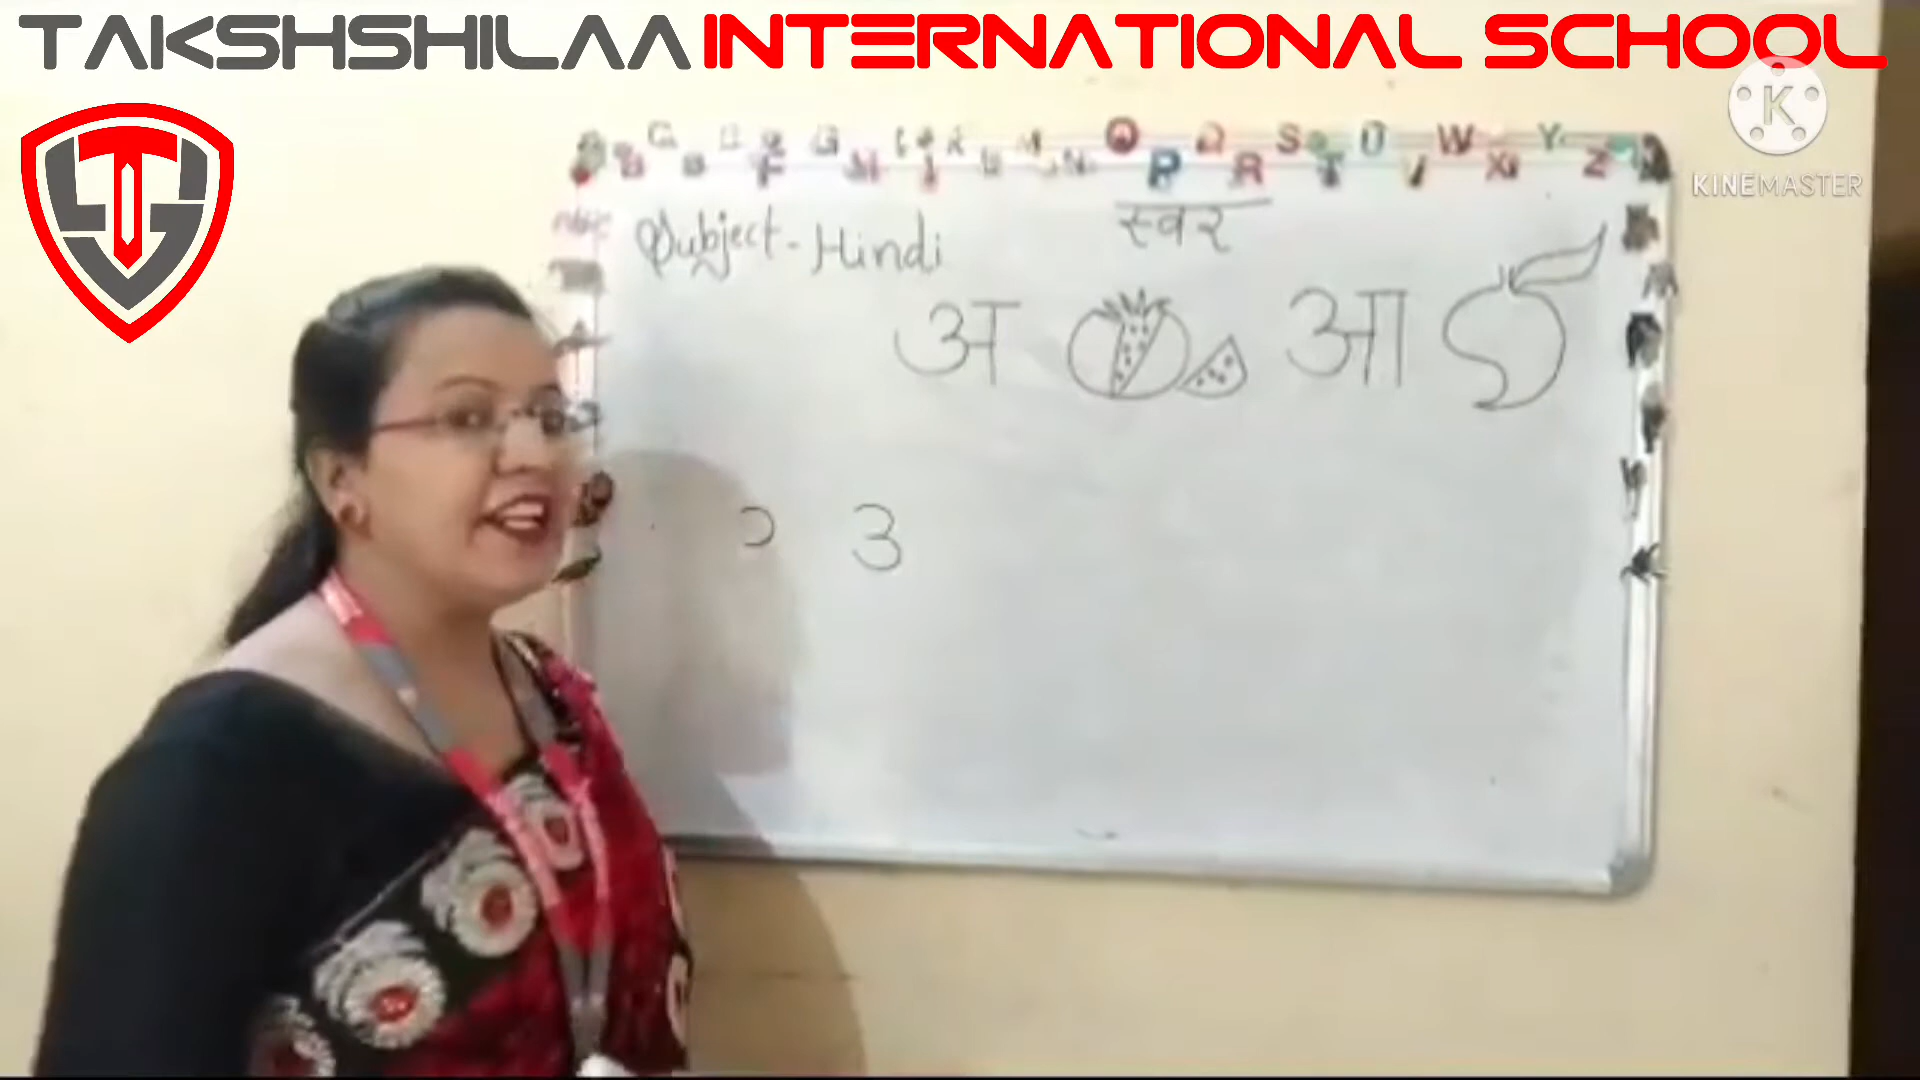 TAKSHSHILAA INTERNATIONAL SCHOOL
K
KINEMASTER
Q S U W Y
P R T X Z
स्वर
Subject - Hindi
अ आ
3